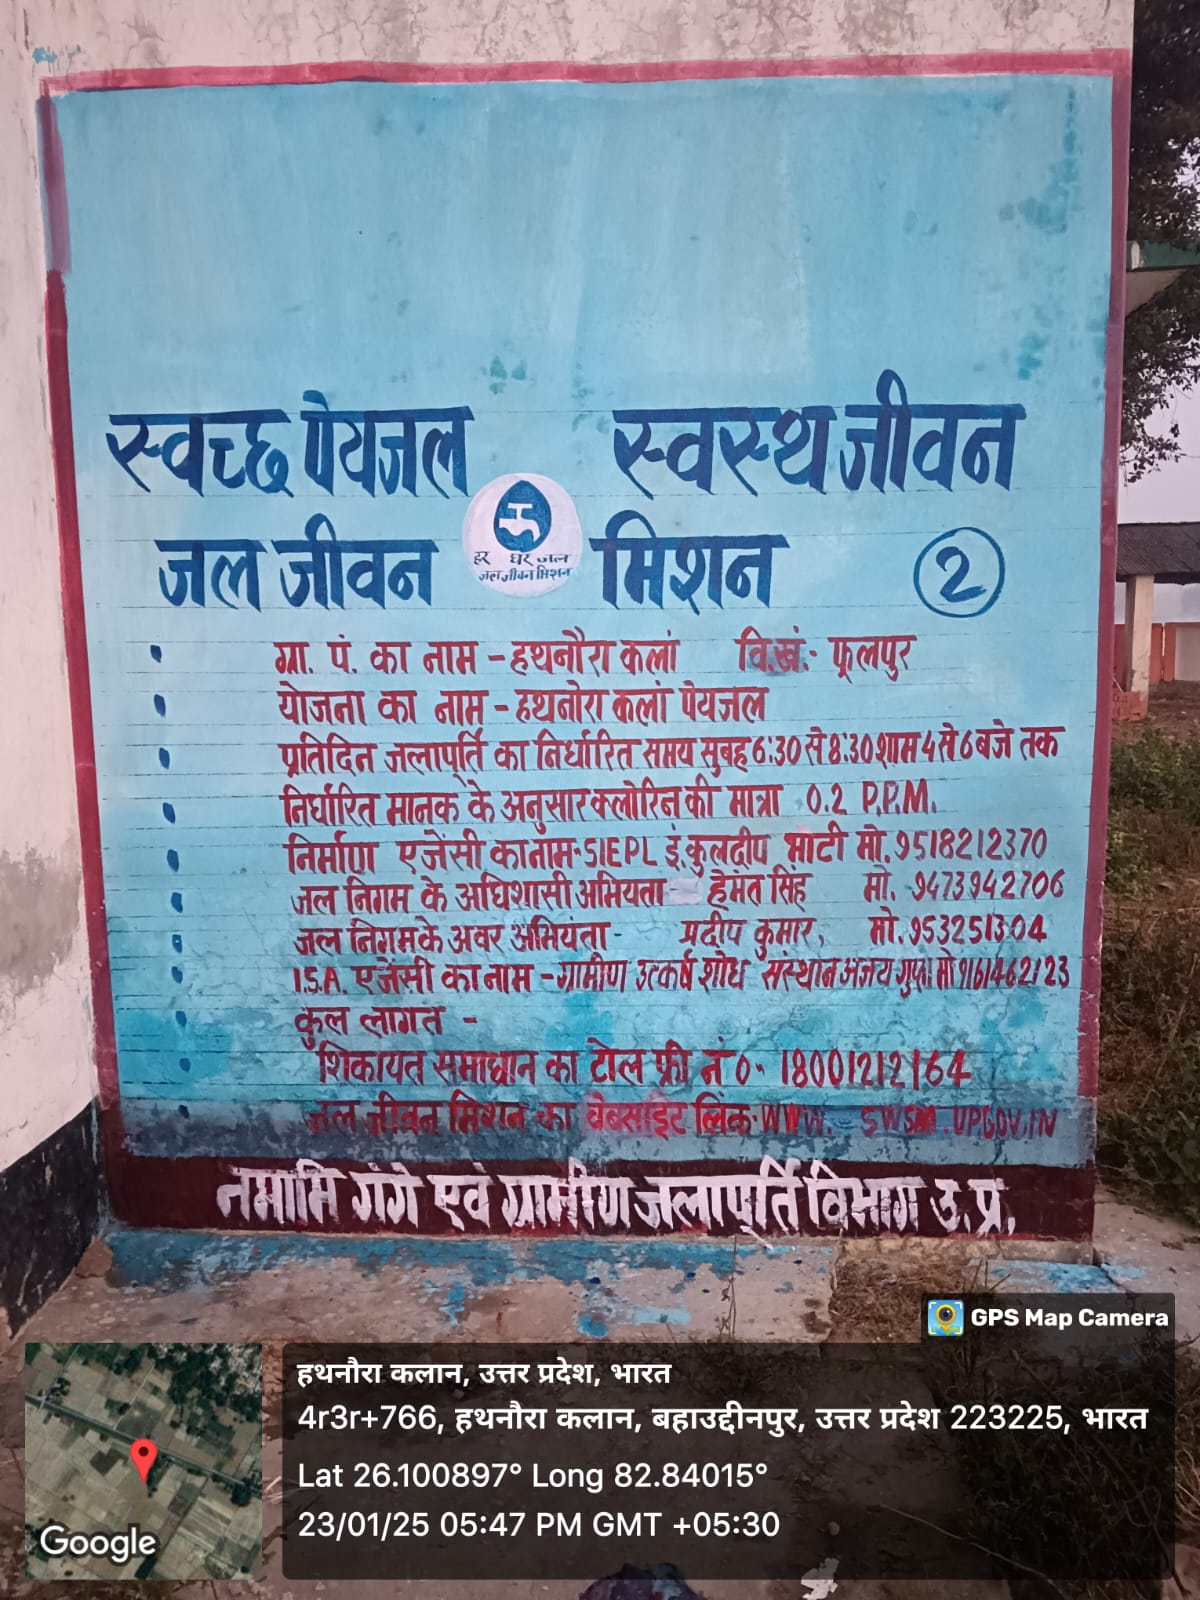 स्वच्छ पेयजल स्वस्थ जीवन
हर घर जल
जल जीवन मिशन
जल जीवन मिशन 2
ग्रा. पं. का नाम - हथनौरा कलां वि.खं.- फूलपुर
योजना का नाम - हथनोरा कलां पेयजल
प्रतिदिन जलापूर्ति का निर्धारित समय सुबह 6:30 से 8:30 शाम 4 से 6 बजे तक
निर्धारित मानक के अनुसार क्लोरिन की मात्रा 0.2 P.P.M.
निर्माण एजेंसी का नाम- SIEPL इं. कुलदीप भाटी मो. 9518212370
जल निगम के अधिशासी अभियता हेमंत सिंह मो. 9473942706
जल निगम के अवर अभियंता - प्रदीप कुमार, मो. 953251304
I.S.A. एजेंसी का नाम - ग्रामीण उत्कर्ष शोध संस्थान अजय गुप्ता मो 9161462123
कुल लागत -
शिकायत समाधान का टोल फ्री नं0- 18001212164
जल जीवन मिशन का वेबसाईट लिंक- WWW. SWSM.UPGOV.IN
नमामि गंगे एवं ग्रामीण जलापूर्ति विभाग उ.प्र.
GPS Map Camera
हथनौरा कलान, उत्तर प्रदेश, भारत
4r3r+766, हथनौरा कलान, बहाउद्दीनपुर, उत्तर प्रदेश 223225, भारत
Lat 26.100897° Long 82.84015°
23/01/25 05:47 PM GMT +05:30
Google